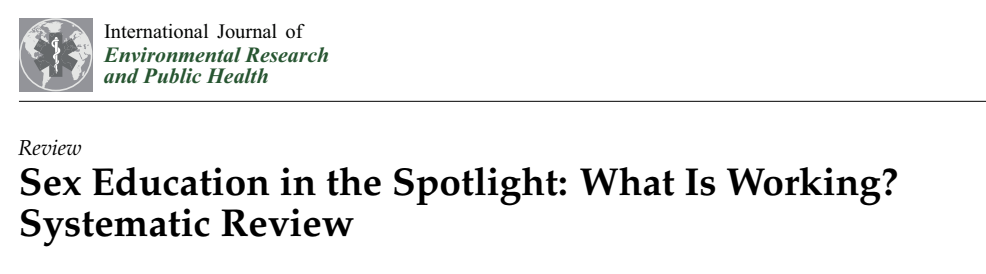 International Journal of
Environmental Research
and Public Health
Review
Sex Education in the Spotlight: What Is Working?
Systematic Review